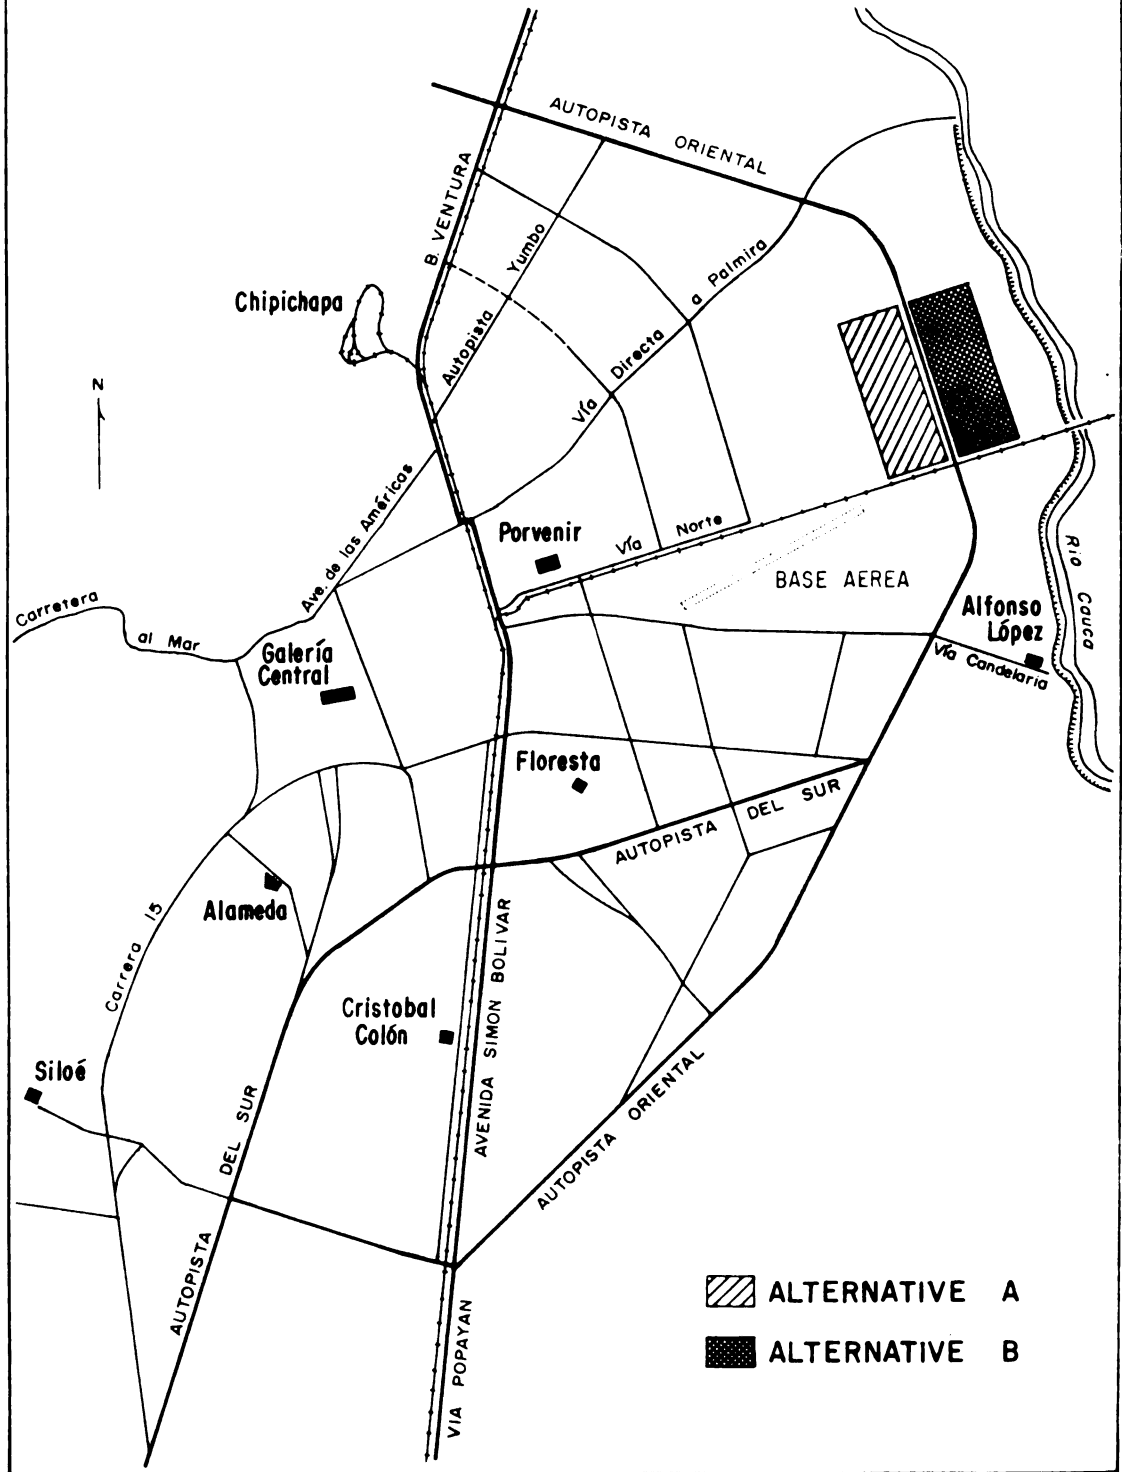 AUTOPISTA ORIENTAL
B. VENTURA
Autopista Yumbo
Vía Directa a Palmira
Chipichapa
N
Ave. de las Américas
Porvenir
Vía Norte
BASE AEREA
Rio Cauca
Carretera al Mar
Alfonso
López
Vía Candelaria
Galería
Central
Floresta
AUTOPISTA DEL SUR
Alameda
Carrera 15
Cristobal
Colón
AVENIDA SIMON BOLIVAR
Siloé
AUTOPISTA ORIENTAL
AUTOPISTA DEL SUR
VIA POPAYAN
ALTERNATIVE A
ALTERNATIVE B